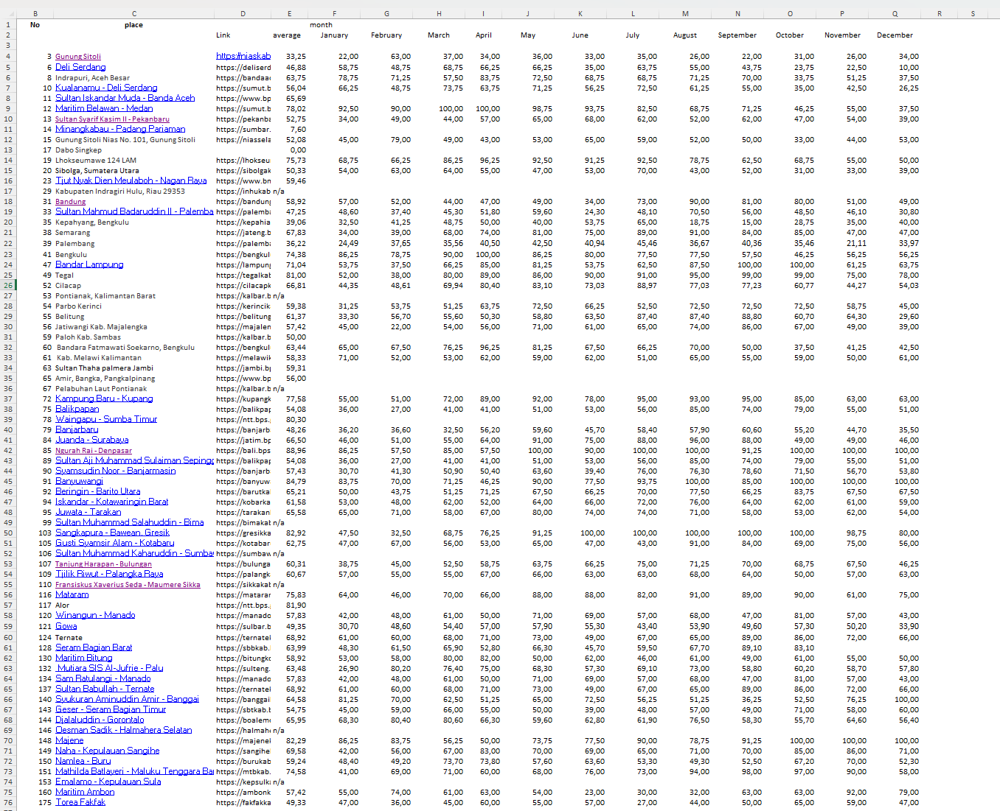 B C D E F G H I J K L M N O P Q R S
1 No place month
2 Link average January February March April May June July August September October November December
3
4 3 Gunung Sitoli https://niaskab 33,25 22,00 63,00 37,00 34,00 36,00 33,00 35,00 26,00 22,00 31,00 26,00 34,00
5 6 Deli Serdang https://deliserd 46,88 58,75 48,75 68,75 66,25 66,25 35,00 63,75 55,00 43,75 23,75 22,50 10,00
6 8 Indrapuri, Aceh Besar https://bandaac 63,75 78,75 71,25 57,50 83,75 72,50 68,75 68,75 71,25 70,00 33,75 51,25 37,50
7 10 Kualanamu - Deli Serdang https://sumut.b 56,04 66,25 48,75 73,75 63,75 71,25 56,25 72,50 61,25 55,00 35,00 42,50 26,25
8 11 Sultan Iskandar Muda - Banda Aceh https://www.bp 65,69
9 12 Maritim Belawan - Medan https://sumut.b 78,02 92,50 90,00 100,00 100,00 98,75 93,75 82,50 68,75 71,25 46,25 55,00 37,50
10 13 Sultan Syarif Kasim II - Pekanbaru https://pekanba 52,75 34,00 49,00 44,00 57,00 65,00 68,00 62,00 52,00 62,00 47,00 54,00 39,00
11 14 Minangkabau - Padang Pariaman https://sumbar. 7,60
12 15 Gunung Sitoli Nias No. 101, Gunung Sitoli https://niassela 52,08 45,00 79,00 49,00 43,00 53,00 65,00 59,00 52,00 50,00 33,00 44,00 53,00
13 17 Dabo Singkep 0,00
14 19 Lhokseumawe 124 LAM https://lhokseu 75,73 68,75 66,25 86,25 96,25 92,50 91,25 92,50 78,75 62,50 68,75 55,00 50,00
15 20 Sibolga, Sumatera Utara https://sibolgak 50,33 54,00 63,00 64,00 55,00 47,00 53,00 70,00 43,00 52,00 31,00 33,00 39,00
16 23 Tjut Nyak Dien Meulaboh - Nagan Raya https://www.bn 59,46
17 29 Kabupaten Indragiri Hulu, Riau 29353 https://inhukab n/a
18 31 Bandung https://bandung 58,92 57,00 52,00 44,00 47,00 49,00 34,00 73,00 90,00 81,00 80,00 51,00 49,00
19 33 Sultan Mahmud Badaruddin II - Palemba https://palemba 47,25 48,60 37,40 45,30 51,80 59,60 24,30 48,10 70,50 56,00 48,50 46,10 30,80
20 35 Kepahyang, Bengkulu https://kepahia 39,06 32,50 41,25 48,75 50,00 40,00 53,75 65,00 18,75 15,00 28,75 35,00 40,00
21 38 Semarang https://jateng.b 67,83 34,00 39,00 68,00 74,00 81,00 75,00 89,00 91,00 84,00 85,00 47,00 47,00
22 39 Palembang https://palemba 36,22 24,49 37,65 35,56 40,50 42,50 40,94 45,46 36,67 40,36 35,46 21,11 33,97
23 41 Bengkulu https://bengkul 74,38 86,25 78,75 90,00 100,00 86,25 80,00 77,50 77,50 57,50 46,25 56,25 56,25
24 47 Bandar Lampung https://lampung 71,04 53,75 37,50 66,25 85,00 81,25 53,75 62,50 87,50 100,00 100,00 61,25 63,75
25 49 Tegal https://tegalkat 81,00 52,00 38,00 80,00 89,00 86,00 90,00 91,00 95,00 99,00 99,00 75,00 78,00
26 52 Cilacap https://cilacapk 66,81 44,35 48,61 69,94 80,40 83,10 73,03 88,97 77,03 77,23 60,77 44,27 54,03
27 53 Pontianak, Kalimantan Barat https://kalbar.b n/a
28 54 Parbo Kerinci https://kerincik 59,38 31,25 53,75 51,25 63,75 72,50 66,25 52,50 72,50 72,50 72,50 58,75 45,00
29 55 Belitung https://belitung 61,37 33,30 56,70 55,60 50,30 58,80 63,50 87,40 87,40 88,80 60,70 64,30 29,60
30 56 Jatiwangi Kab. Majalengka https://majalen 57,42 45,00 22,00 54,00 56,00 71,00 61,00 65,00 74,00 86,00 67,00 49,00 39,00
31 59 Paloh Kab. Sambas https://kalbar.b 50,00
32 60 Bandara Fatmawati Soekarno, Bengkulu https://bengkul 63,44 65,00 67,50 76,25 96,25 81,25 67,50 66,25 70,00 50,00 37,50 41,25 42,50
33 61 Kab. Melawi Kalimantan https://melawik 58,33 71,00 52,00 53,00 62,00 59,00 62,00 51,00 65,00 55,00 59,00 50,00 61,00
34 63 Sultan Thaha palmera Jambi https://jambi.bp 59,31
35 65 Amir, Bangka, Pangkalpinang https://www.bp 56,00
36 67 Pelabuhan Laut Pontianak https://kalbar.b n/a
37 72 Kampung Baru - Kupang https://kupangk 77,58 55,00 51,00 72,00 89,00 92,00 78,00 95,00 93,00 95,00 85,00 63,00 63,00
38 75 Balikpapan https://balikpap 54,08 36,00 27,00 41,00 41,00 51,00 53,00 56,00 85,00 74,00 79,00 55,00 51,00
39 78 Waingapu - Sumba Timur https://ntt.bps. 80,30
40 79 Banjarbaru https://banjarb 48,26 36,20 36,60 32,50 56,20 59,60 45,70 58,40 57,90 60,60 55,20 44,70 35,50
41 84 Juanda - Surabaya https://jatim.bp 66,50 46,00 51,00 55,00 64,00 91,00 75,00 88,00 96,00 88,00 49,00 49,00 46,00
42 85 Ngurah Rai - Denpasar https://bali.bps 88,96 86,25 57,50 85,00 57,50 100,00 90,00 100,00 100,00 91,25 100,00 100,00 100,00
43 89 Sultan Aji Muhammad Sulaiman Sepingg https://balikpap 54,08 36,00 27,00 41,00 41,00 51,00 53,00 56,00 85,00 74,00 79,00 55,00 51,00
44 90 Syamsudin Noor - Banjarmasin https://banjarb 57,43 30,70 41,30 50,90 50,40 63,60 39,40 76,00 76,30 78,60 71,50 56,70 53,80
45 91 Banyuwangi https://banyuw 84,79 83,75 70,00 71,25 46,25 90,00 77,50 93,75 100,00 85,00 100,00 100,00 100,00
46 92 Beringin - Barito Utara https://barutka 65,21 50,00 43,75 51,25 71,25 67,50 66,25 70,00 77,50 66,25 83,75 67,50 67,50
47 94 Iskandar - Kotawaringin Barat https://kobarka 61,58 53,00 48,00 62,00 52,00 64,00 66,00 72,00 76,00 64,00 62,00 61,00 59,00
48 95 Juwata - Tarakan https://tarakan 65,58 65,00 71,00 58,00 67,00 80,00 74,00 74,00 71,00 58,00 53,00 62,00 54,00
49 99 Sultan Muhammad Salahuddin - Bima https://bimakab n/a
50 103 Sangkapura - Bawean, Gresik https://gresikka 82,92 47,50 32,50 68,75 76,25 91,25 100,00 100,00 100,00 100,00 100,00 98,75 80,00
51 105 Gusti Syamsir Alam - Kotabaru https://kotabar 62,75 47,00 67,00 56,00 53,00 65,00 47,00 43,00 91,00 84,00 69,00 75,00 56,00
52 106 Sultan Muhammad Kaharuddin - Sumba https://sumbaw n/a
53 107 Tanjung Harapan - Bulungan https://bulunga 60,31 38,75 45,00 52,50 58,75 63,75 66,25 75,00 71,25 70,00 68,75 67,50 46,25
54 109 Tjilik Riwut - Palangka Raya https://palangk 60,67 57,00 55,00 55,00 67,00 66,00 63,00 63,00 68,00 64,00 50,00 57,00 63,00
55 110 Fransiskus Xaverius Seda - Maumere Sikka https://sikkakab n/a
56 116 Mataram https://matarar 75,83 64,00 46,00 70,00 66,00 88,00 88,00 82,00 91,00 89,00 90,00 61,00 75,00
57 117 Alor https://ntt.bps. 81,90
58 120 Winangun - Manado https://manado 57,83 42,00 48,00 61,00 50,00 71,00 69,00 57,00 68,00 47,00 81,00 57,00 43,00
59 121 Gowa https://sulbar.b 49,35 30,70 48,60 54,40 57,00 57,90 55,30 43,40 53,90 49,60 57,30 50,20 33,90
60 124 Ternate https://ternatel 68,92 61,00 60,00 68,00 71,00 73,00 49,00 67,00 65,00 89,00 86,00 72,00 66,00
61 128 Seram Bagian Barat https://sbbkab. 63,99 48,30 61,50 65,90 52,80 66,30 45,70 59,50 67,70 89,10 83,10
62 130 Maritim Bitung https://bitungko 58,92 53,00 58,00 80,00 82,00 50,00 62,00 46,00 61,00 49,00 61,00 55,00 50,00
63 132 Mutiara SIS Al-Jufrie - Palu https://sulteng. 63,48 26,90 80,20 76,40 75,00 68,30 57,30 69,10 73,00 58,80 60,20 58,70 57,80
64 134 Sam Ratulangi - Manado https://manado 57,83 42,00 48,00 61,00 50,00 71,00 69,00 57,00 68,00 47,00 81,00 57,00 43,00
65 137 Sultan Babullah - Ternate https://ternatel 68,92 61,00 60,00 68,00 71,00 73,00 49,00 67,00 65,00 89,00 86,00 72,00 66,00
66 140 Syukuran Aminuddin Amir - Banggai https://banggai 64,58 81,25 70,00 62,50 51,25 65,00 72,50 56,25 51,25 36,25 52,50 76,25 100,00
67 143 Geser - Seram Bagian Timur https://sbtkab.b 54,75 45,00 59,00 66,00 55,00 50,00 39,00 48,00 57,00 49,00 71,00 58,00 60,00
68 144 Djalaluddin - Gorontalo https://boalemo 65,95 68,30 80,40 80,60 66,30 59,60 62,80 61,90 76,50 58,30 55,70 64,60 56,40
69 146 Oesman Sadik - Halmahera Selatan https://halmahe n/a
70 148 Majene https://majenek 82,29 86,25 83,75 56,25 50,00 73,75 77,50 90,00 78,75 91,25 100,00 100,00 100,00
71 149 Naha - Kepulauan Sangihe https://sangihe 69,58 42,00 56,00 67,00 83,00 70,00 69,00 65,00 71,00 70,00 85,00 86,00 71,00
72 150 Namlea - Buru https://burukab 59,24 48,40 49,20 73,70 73,80 57,60 63,60 53,30 49,30 52,50 67,20 70,00 52,30
73 151 Mathilda Batlayeri - Maluku Tenggara Ba https://mtbkab. 74,58 41,00 69,00 71,00 60,00 68,00 76,00 73,00 94,00 98,00 97,00 90,00 58,00
74 153 Emalamo - Kepulauan Sula https://kepsulka n/a
75 160 Maritim Ambon https://ambonk 57,42 55,00 74,00 61,00 63,00 54,00 23,00 30,00 32,00 63,00 63,00 92,00 79,00
76 175 Torea Fakfak https://fakfakka 49,33 47,00 36,00 45,00 60,00 55,00 57,00 27,00 44,00 50,00 65,00 59,00 47,00